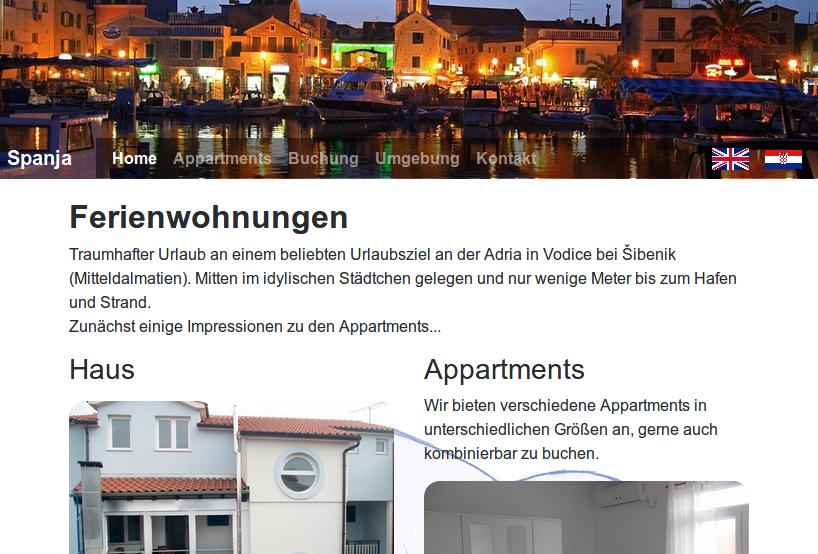 Spanja Home Appartments Buchung Umgebung Kontakt
Ferienwohnungen
Traumhafter Urlaub an einem beliebten Urlaubsziel an der Adria in Vodice bei Šibenik
(Mitteldalmatien). Mitten im idylischen Städtchen gelegen und nur wenige Meter bis zum Hafen
und Strand.
Zunächst einige Impressionen zu den Appartments...
Haus
Appartments
Wir bieten verschiedene Appartments in
unterschiedlichen Größen an, gerne auch
kombinierbar zu buchen.